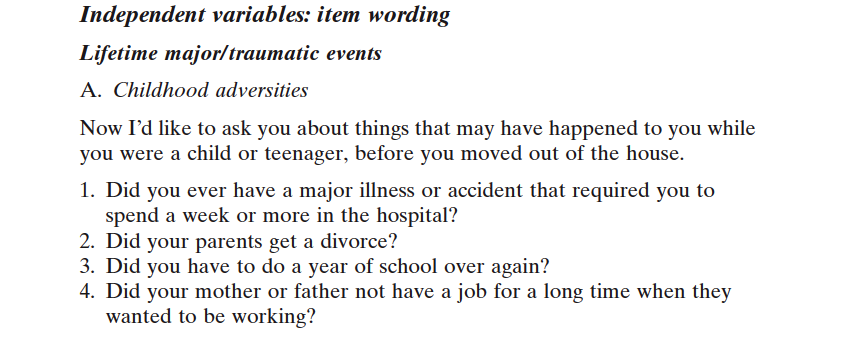 Independent variables: item wording
Lifetime major/traumatic events
A. Childhood adversities
Now I'd like to ask you about things that may have happened to you while
you were a child or teenager, before you moved out of the house.
1. Did you ever have a major illness or accident that required you to
spend a week or more in the hospital?
2. Did your parents get a divorce?
3. Did you have to do a year of school over again?
4. Did your mother or father not have a job for a long time when they
wanted to be working?